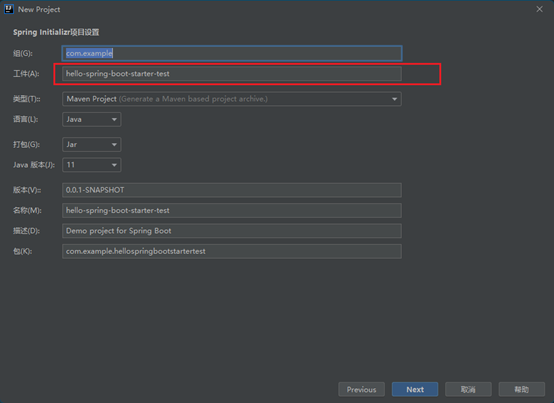 New Project
Spring Initializr项目设置
组(G): com.example
工件(A): hello-spring-boot-starter-test
类型(T):: Maven Project (Generate a Maven based project archive.)
语言(L): Java
打包(G): Jar
Java 版本(J): 11
版本(V):: 0.0.1-SNAPSHOT
名称(M): hello-spring-boot-starter-test
描述(D): Demo project for Spring Boot
包(K): com.example.hellospringbootstartertest
Previous Next 取消 帮助